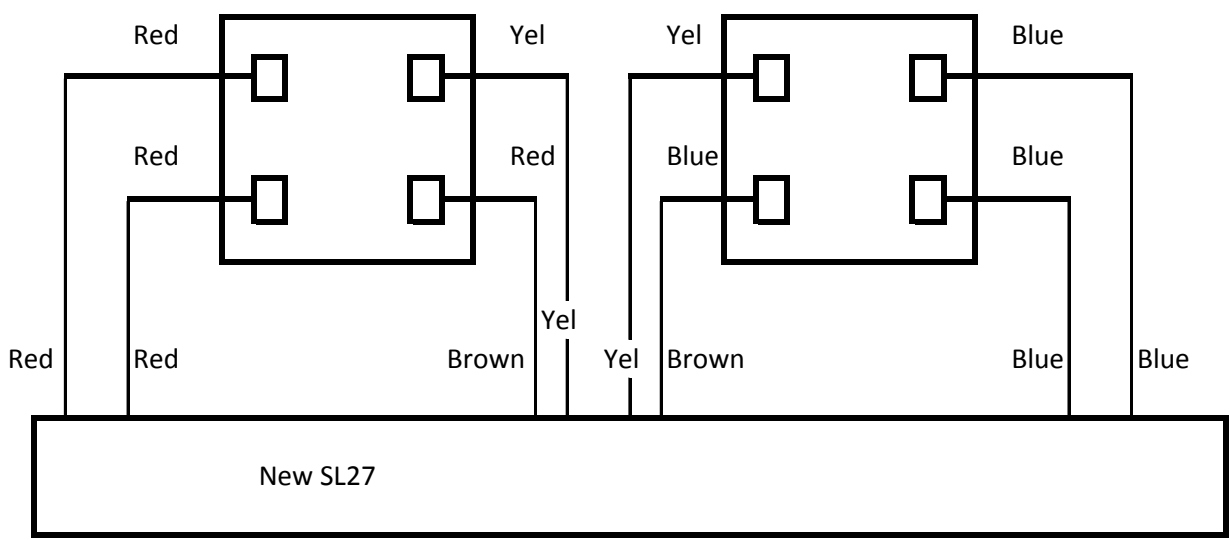 Red Yel Yel Blue
Red Red Blue Blue
Yel
Red Red Brown Yel Brown Blue Blue
New SL27